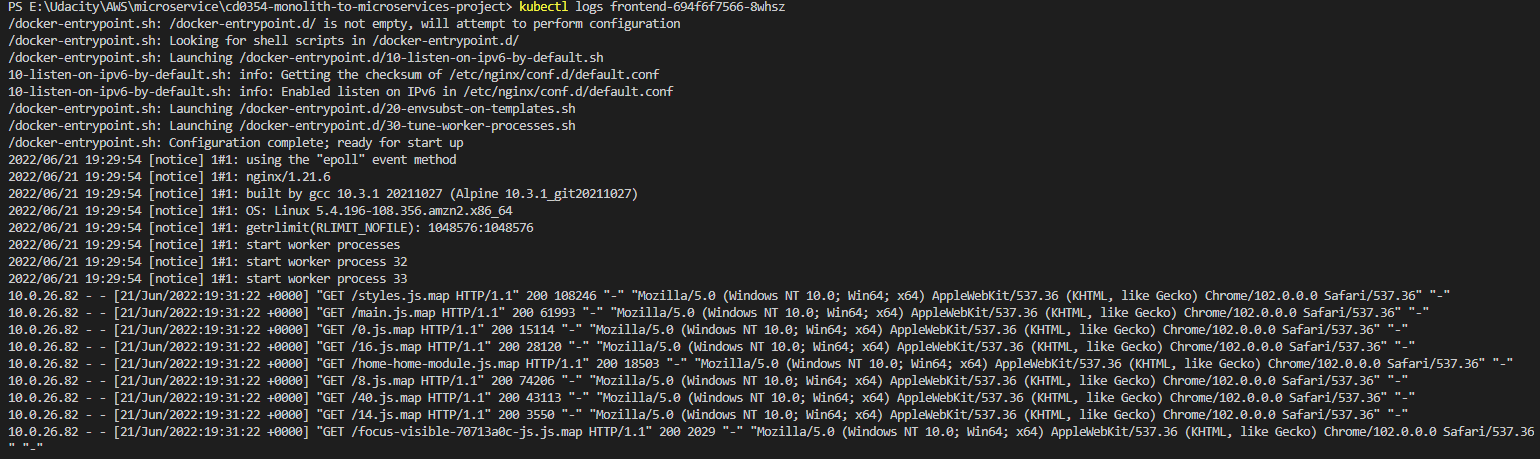 PS E:\Udacity\AWS\microservice\cd0354-monolith-to-microservices-project> kubectl logs frontend-694f6f7566-8whsz
/docker-entrypoint.sh: /docker-entrypoint.d/ is not empty, will attempt to perform configuration
/docker-entrypoint.sh: Looking for shell scripts in /docker-entrypoint.d/
/docker-entrypoint.sh: Launching /docker-entrypoint.d/10-listen-on-ipv6-by-default.sh
10-listen-on-ipv6-by-default.sh: info: Getting the checksum of /etc/nginx/conf.d/default.conf
10-listen-on-ipv6-by-default.sh: info: Enabled listen on IPv6 in /etc/nginx/conf.d/default.conf
/docker-entrypoint.sh: Launching /docker-entrypoint.d/20-envsubst-on-templates.sh
/docker-entrypoint.sh: Launching /docker-entrypoint.d/30-tune-worker-processes.sh
/docker-entrypoint.sh: Configuration complete; ready for start up
2022/06/21 19:29:54 [notice] 1#1: using the "epoll" event method
2022/06/21 19:29:54 [notice] 1#1: nginx/1.21.6
2022/06/21 19:29:54 [notice] 1#1: built by gcc 10.3.1 20211027 (Alpine 10.3.1_git20211027)
2022/06/21 19:29:54 [notice] 1#1: OS: Linux 5.4.196-108.356.amzn2.x86_64
2022/06/21 19:29:54 [notice] 1#1: getrlimit(RLIMIT_NOFILE): 1048576:1048576
2022/06/21 19:29:54 [notice] 1#1: start worker processes
2022/06/21 19:29:54 [notice] 1#1: start worker process 32
2022/06/21 19:29:54 [notice] 1#1: start worker process 33
10.0.26.82 - - [21/Jun/2022:19:31:22 +0000] "GET /styles.js.map HTTP/1.1" 200 108246 "-" "Mozilla/5.0 (Windows NT 10.0; Win64; x64) AppleWebKit/537.36 (KHTML, like Gecko) Chrome/102.0.0.0 Safari/537.36" "-"
10.0.26.82 - - [21/Jun/2022:19:31:22 +0000] "GET /main.js.map HTTP/1.1" 200 61993 "-" "Mozilla/5.0 (Windows NT 10.0; Win64; x64) AppleWebKit/537.36 (KHTML, like Gecko) Chrome/102.0.0.0 Safari/537.36" "-"
10.0.26.82 - - [21/Jun/2022:19:31:22 +0000] "GET /0.js.map HTTP/1.1" 200 15114 "-" "Mozilla/5.0 (Windows NT 10.0; Win64; x64) AppleWebKit/537.36 (KHTML, like Gecko) Chrome/102.0.0.0 Safari/537.36" "-"
10.0.26.82 - - [21/Jun/2022:19:31:22 +0000] "GET /16.js.map HTTP/1.1" 200 28120 "-" "Mozilla/5.0 (Windows NT 10.0; Win64; x64) AppleWebKit/537.36 (KHTML, like Gecko) Chrome/102.0.0.0 Safari/537.36" "-"
10.0.26.82 - - [21/Jun/2022:19:31:22 +0000] "GET /home-home-module.js.map HTTP/1.1" 200 18503 "-" "Mozilla/5.0 (Windows NT 10.0; Win64; x64) AppleWebKit/537.36 (KHTML, like Gecko) Chrome/102.0.0.0 Safari/537.36" "-"
10.0.26.82 - - [21/Jun/2022:19:31:22 +0000] "GET /8.js.map HTTP/1.1" 200 74206 "-" "Mozilla/5.0 (Windows NT 10.0; Win64; x64) AppleWebKit/537.36 (KHTML, like Gecko) Chrome/102.0.0.0 Safari/537.36" "-"
10.0.26.82 - - [21/Jun/2022:19:31:22 +0000] "GET /40.js.map HTTP/1.1" 200 43113 "-" "Mozilla/5.0 (Windows NT 10.0; Win64; x64) AppleWebKit/537.36 (KHTML, like Gecko) Chrome/102.0.0.0 Safari/537.36" "-"
10.0.26.82 - - [21/Jun/2022:19:31:22 +0000] "GET /14.js.map HTTP/1.1" 200 3550 "-" "Mozilla/5.0 (Windows NT 10.0; Win64; x64) AppleWebKit/537.36 (KHTML, like Gecko) Chrome/102.0.0.0 Safari/537.36" "-"
10.0.26.82 - - [21/Jun/2022:19:31:22 +0000] "GET /focus-visible-70713a0c-js.js.map HTTP/1.1" 200 2029 "-" "Mozilla/5.0 (Windows NT 10.0; Win64; x64) AppleWebKit/537.36 (KHTML, like Gecko) Chrome/102.0.0.0 Safari/537.36
" "-"